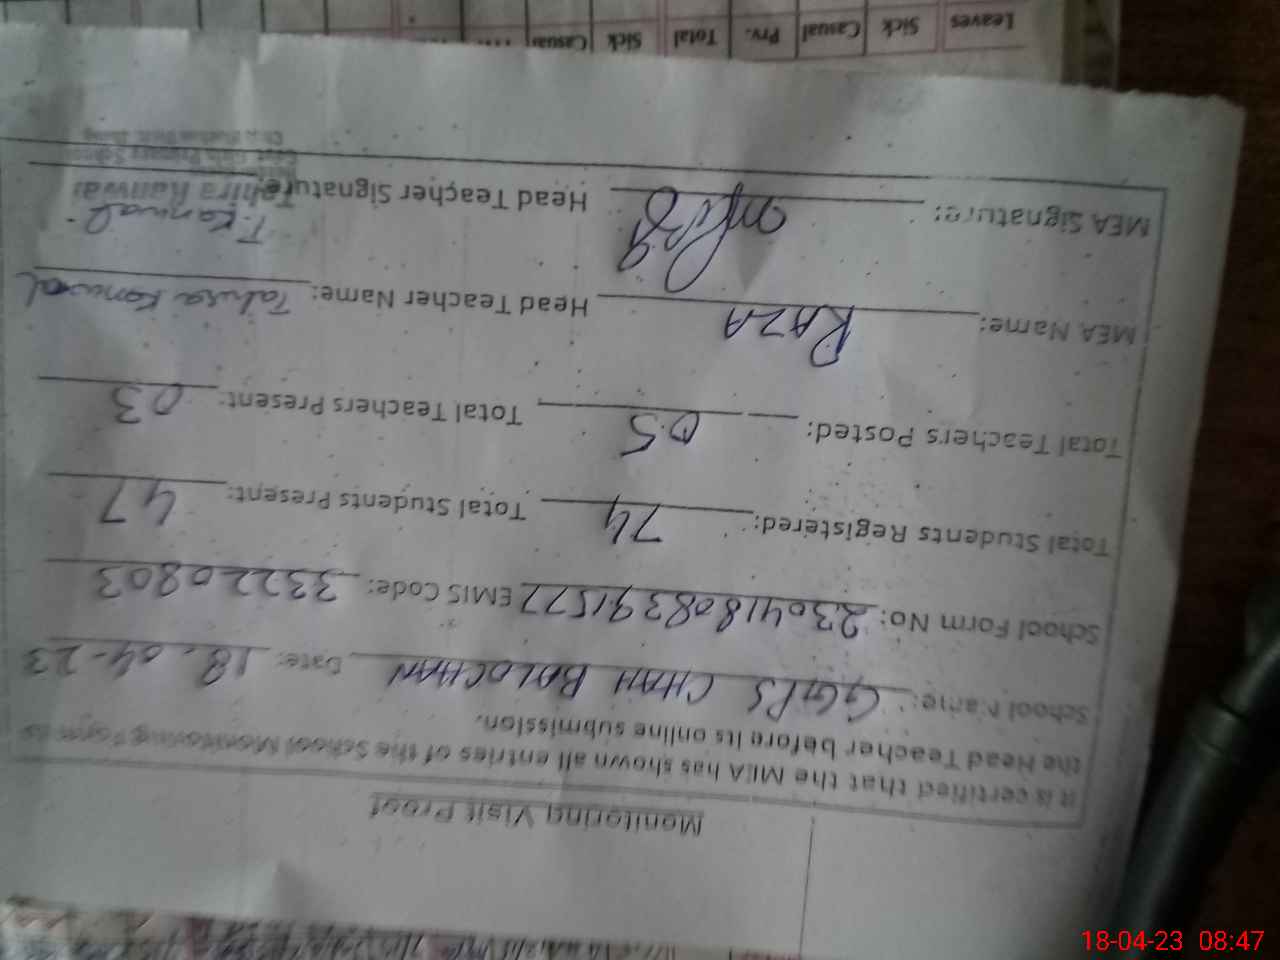 Monitoring Visit Proof
It is certified that the MEA has shown all entries of the School Monitoring Form to
the Head Teacher before its online submission.
School Name: GGPS CHAH BALOCHAN Date: 18-04-23
School Form No: 23041808391577 EMIS Code: 33220803
Total Students Registered: 74 Total Students Present: 47
Total Teachers Posted: 05 Total Teachers Present: 03
MEA Name: RAZA Head Teacher Name: Tahira Kanwal
MEA Signature: Head Teacher Signature: T.Kanwal
Tahira Kanwal
Girls Primary School
Leaves Sick Casual Prv. Total Sick Casual
18-04-23 08:47